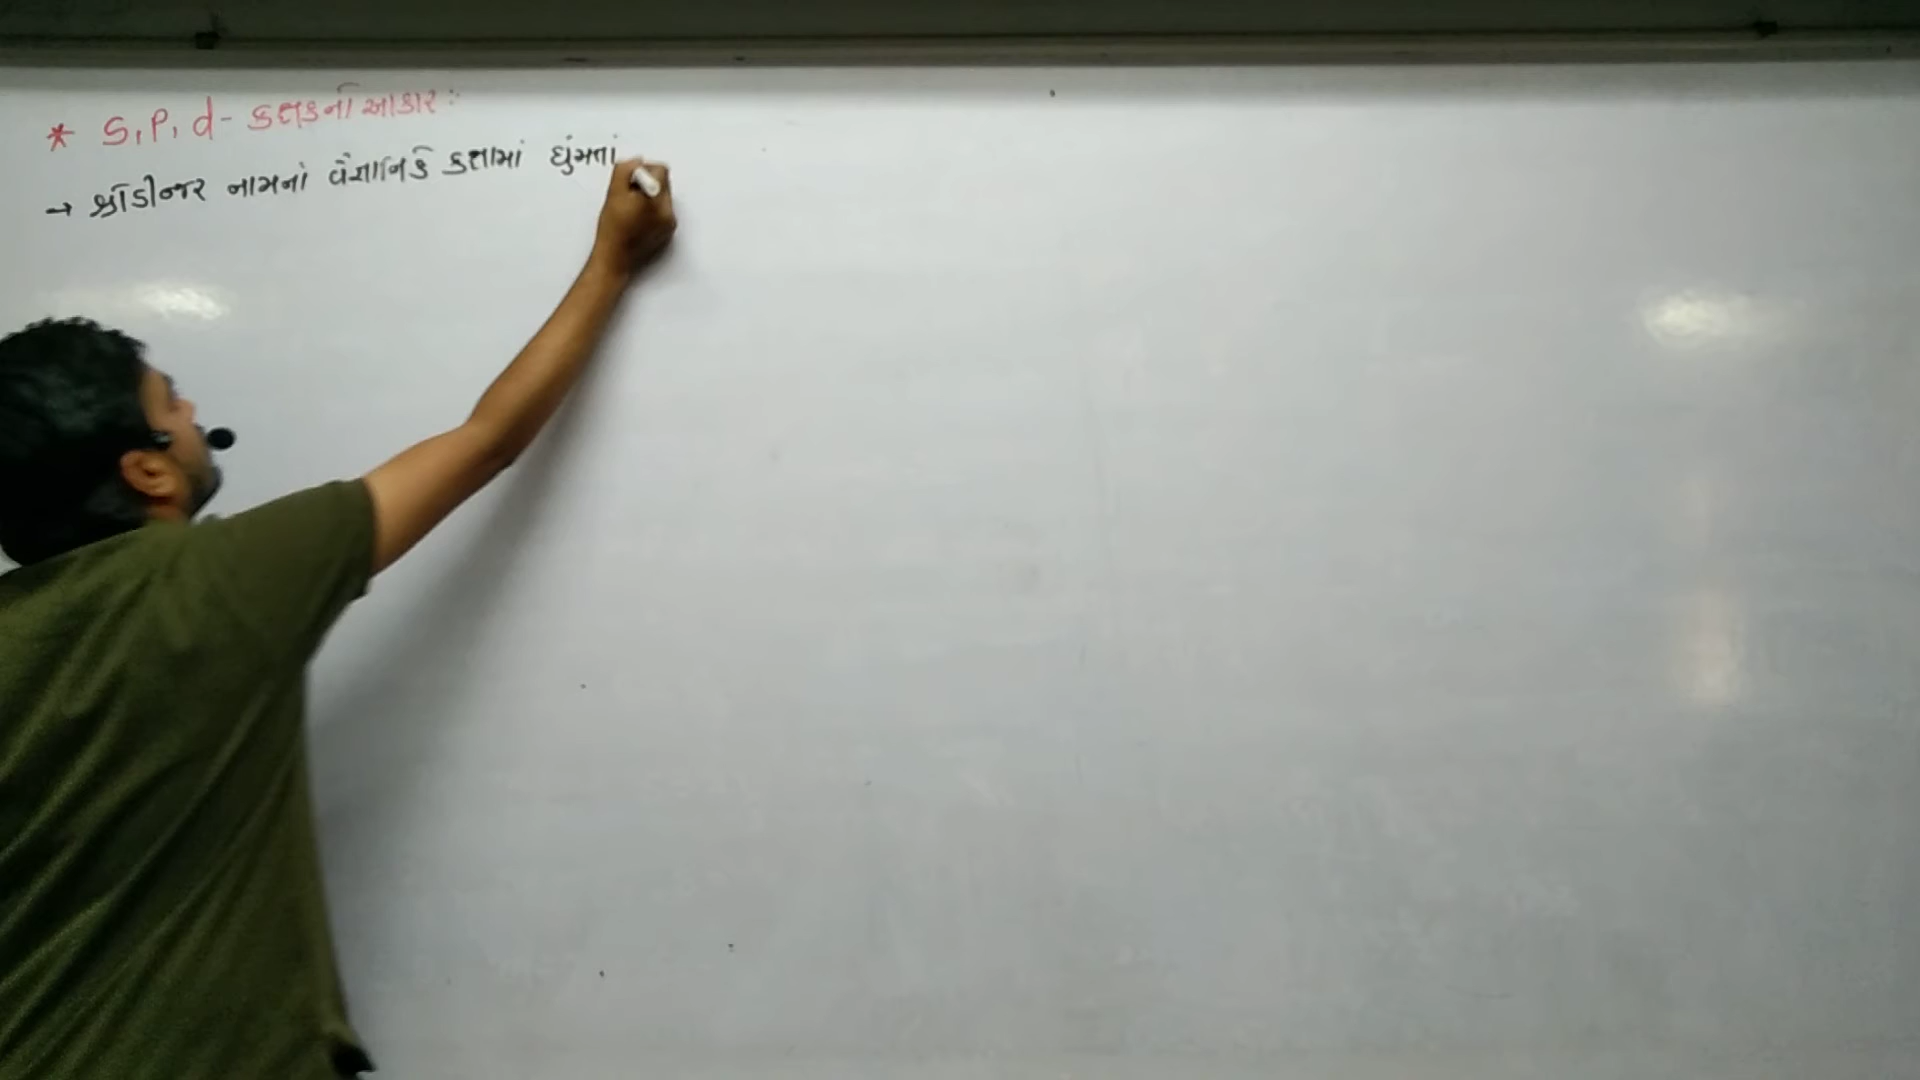 * S, P, d - કક્ષકના આકાર :
→ શ્રૉડીન્જર નામનાં વૈજ્ઞાનિકે કક્ષામાં ઘુંમતાં